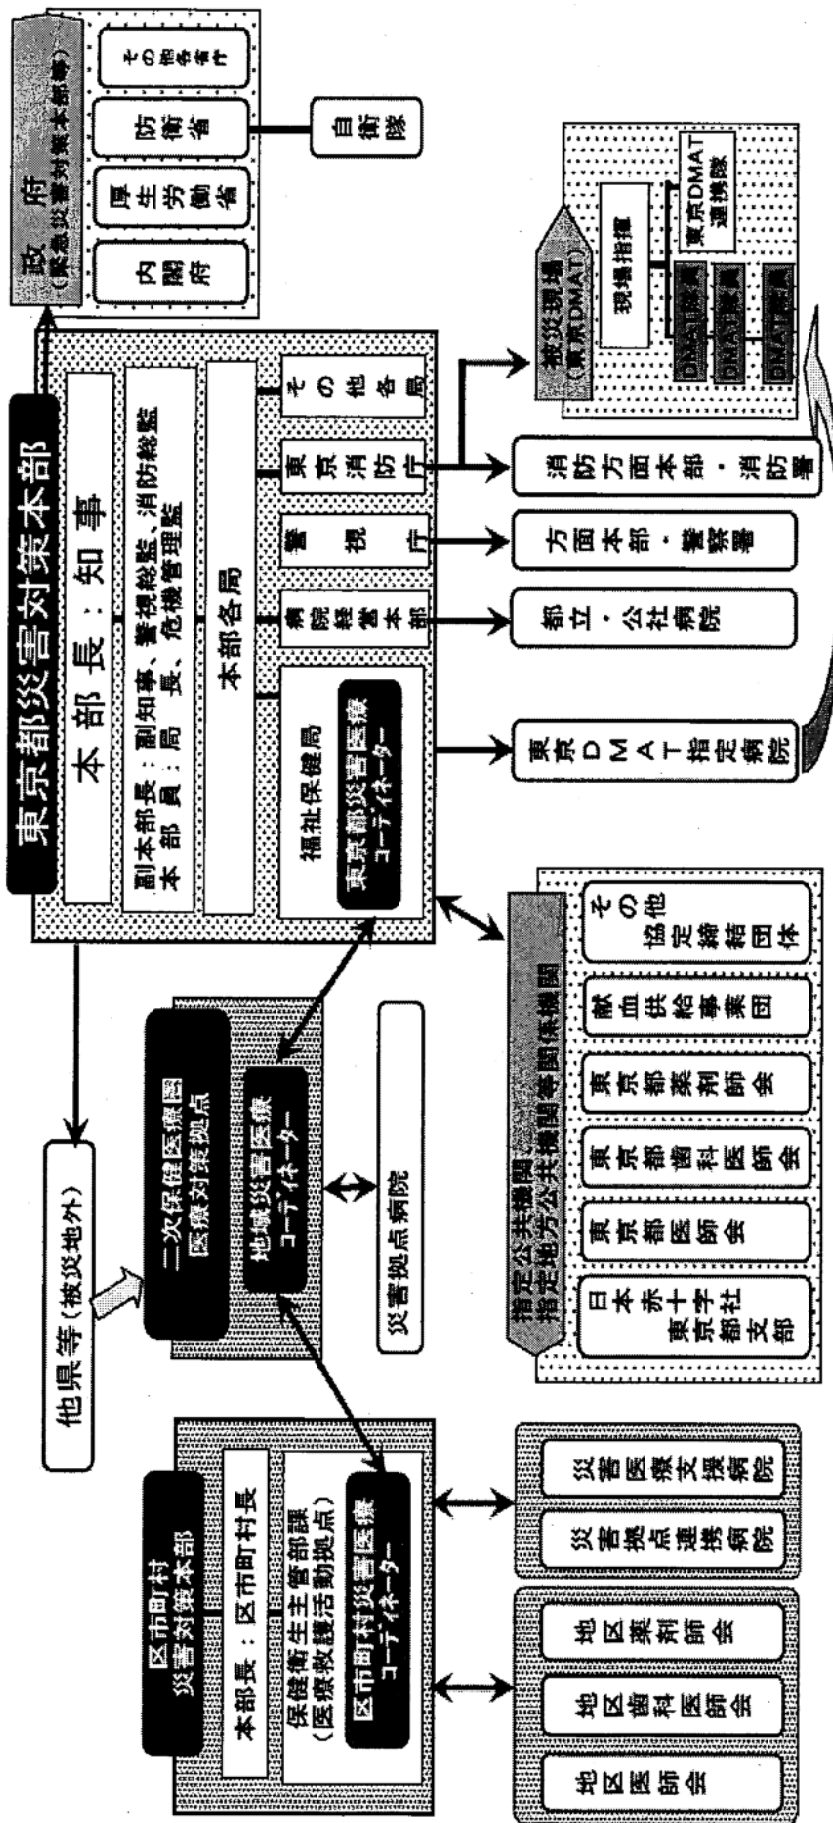 東京都災害対策本部
本部長：知事
副本部長：副知事、警視総監、消防総監
本部員：局長、危機管理監
本部各局
福祉保健局
東京都災害医療
コーディネーター
病院経営本部
警視庁
東京消防庁
その他各局
政府
（緊急災害対策本部等）
内閣府
厚生労働省
防衛省
その他各省庁
自衛隊
他県等（被災地外）
二次保健医療圏
医療対策拠点
地域災害医療
コーディネーター
災害拠点病院
区市町村
災害対策本部
本部長：区市町村長
保健衛生主管部課
（医療救護活動拠点）
区市町村災害医療
コーディネーター
地区医師会
地区歯科医師会
地区薬剤師会
災害拠点連携病院
災害医療支援病院
指定公共機関、
指定地方公共機関等関係機関
日本赤十字社
東京都支部
東京都医師会
東京都歯科医師会
東京都薬剤師会
献血供給事業団
その他
協定締結団体
東京DMAT指定病院
都立・公社病院
方面本部・警察署
消防方面本部・消防署
被災現場
（東京DMAT）
現場指揮
DMAT隊員
DMAT隊員
DMAT隊員
東京DMAT
連携隊